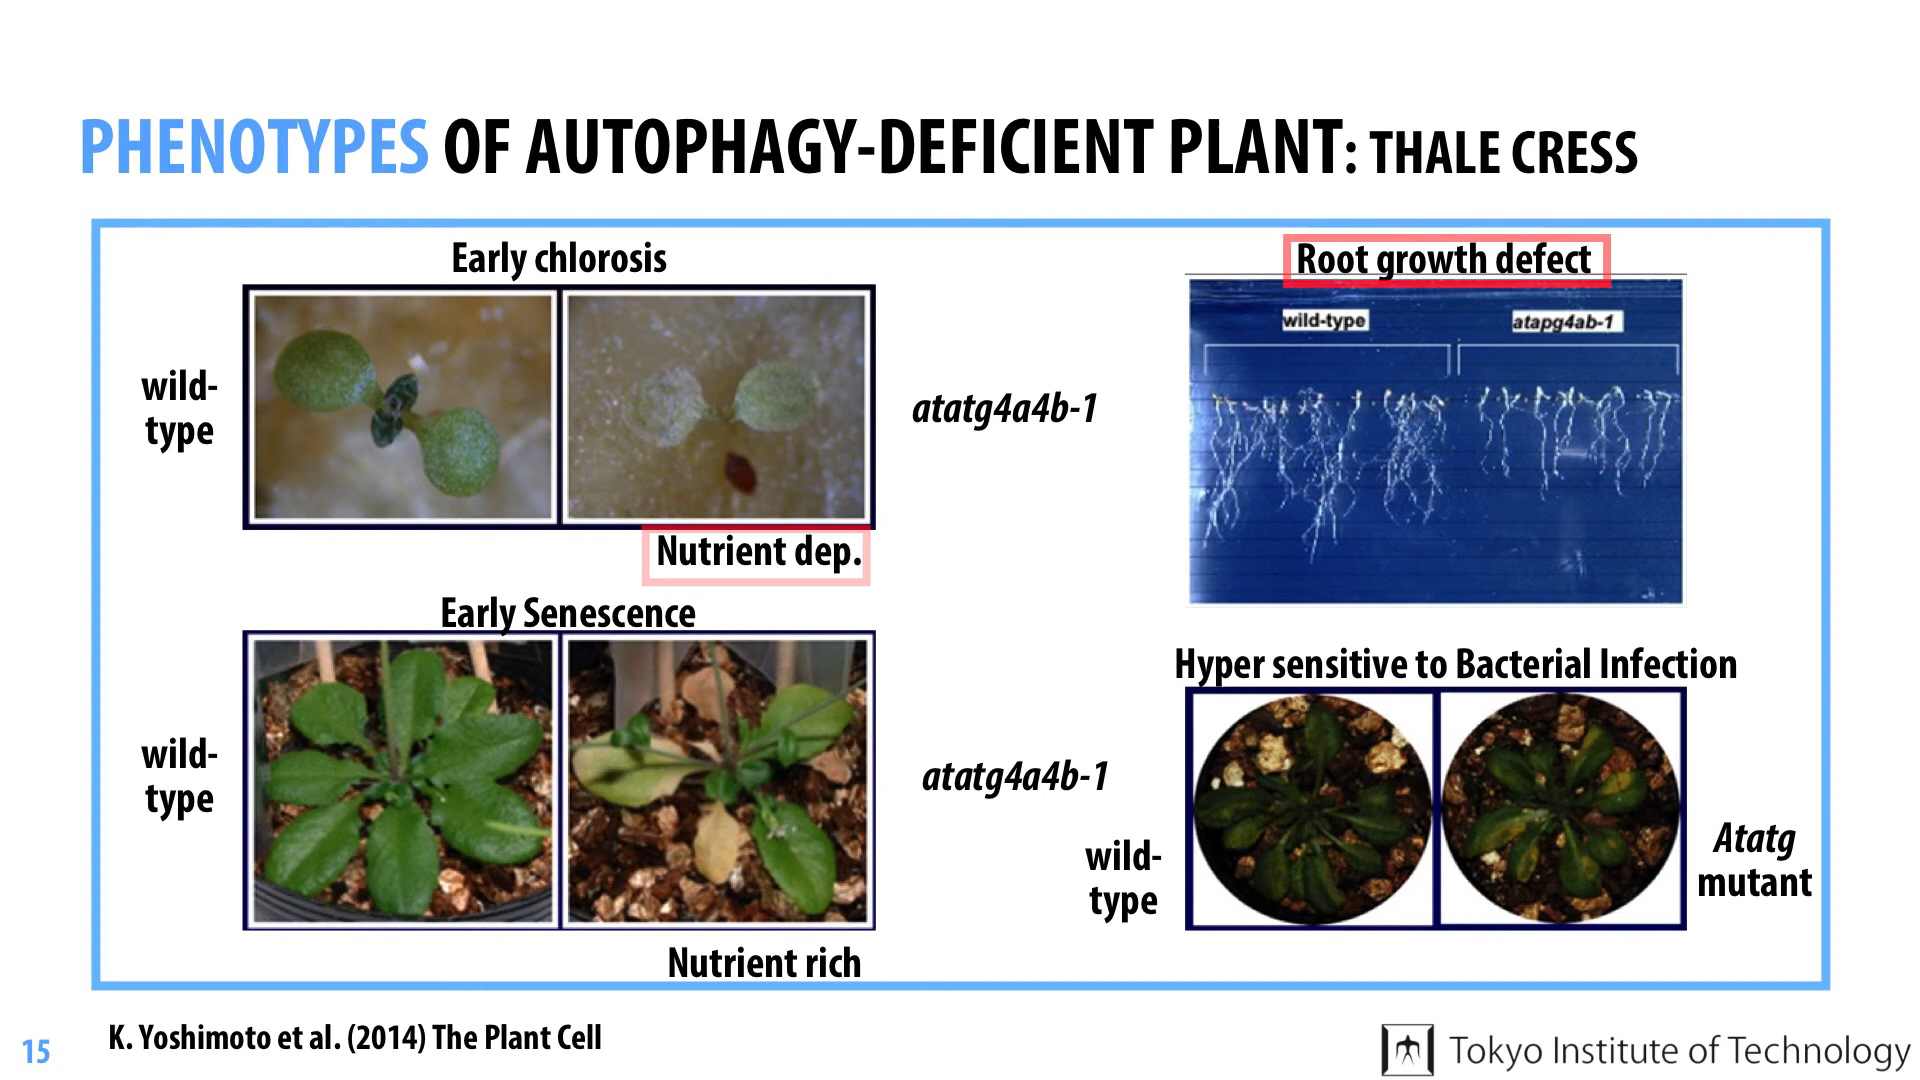 PHENOTYPES OF AUTOPHAGY-DEFICIENT PLANT: THALE CRESS
Early chlorosis
wild-
type
atatg4a4b-1
Nutrient dep.
Early Senescence
wild-
type
atatg4a4b-1
Nutrient rich
Root growth defect
wild-type
atapg4ab-1
Hyper sensitive to Bacterial Infection
wild-
type
Atatg
mutant
15
K. Yoshimoto et al. (2014) The Plant Cell
Tokyo Institute of Technology